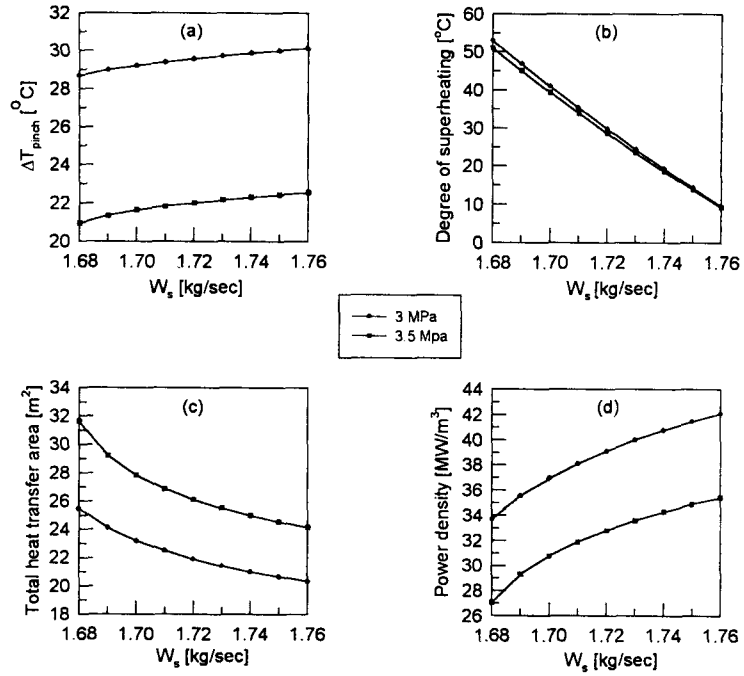 (a)
ΔT_pinch [°C]
32
30
28
26
24
22
20
1.68 1.70 1.72 1.74 1.76
W_s [kg/sec]
(b)
Degree of superheating [°C]
60
50
40
30
20
10
0
1.68 1.70 1.72 1.74 1.76
W_s [kg/sec]
3 MPa
3.5 Mpa
(c)
Total heat transfer area [m²]
34
32
30
28
26
24
22
20
18
1.68 1.70 1.72 1.74 1.76
W_s [kg/sec]
(d)
Power density [MW/m³]
44
42
40
38
36
34
32
30
28
26
1.68 1.70 1.72 1.74 1.76
W_s [kg/sec]